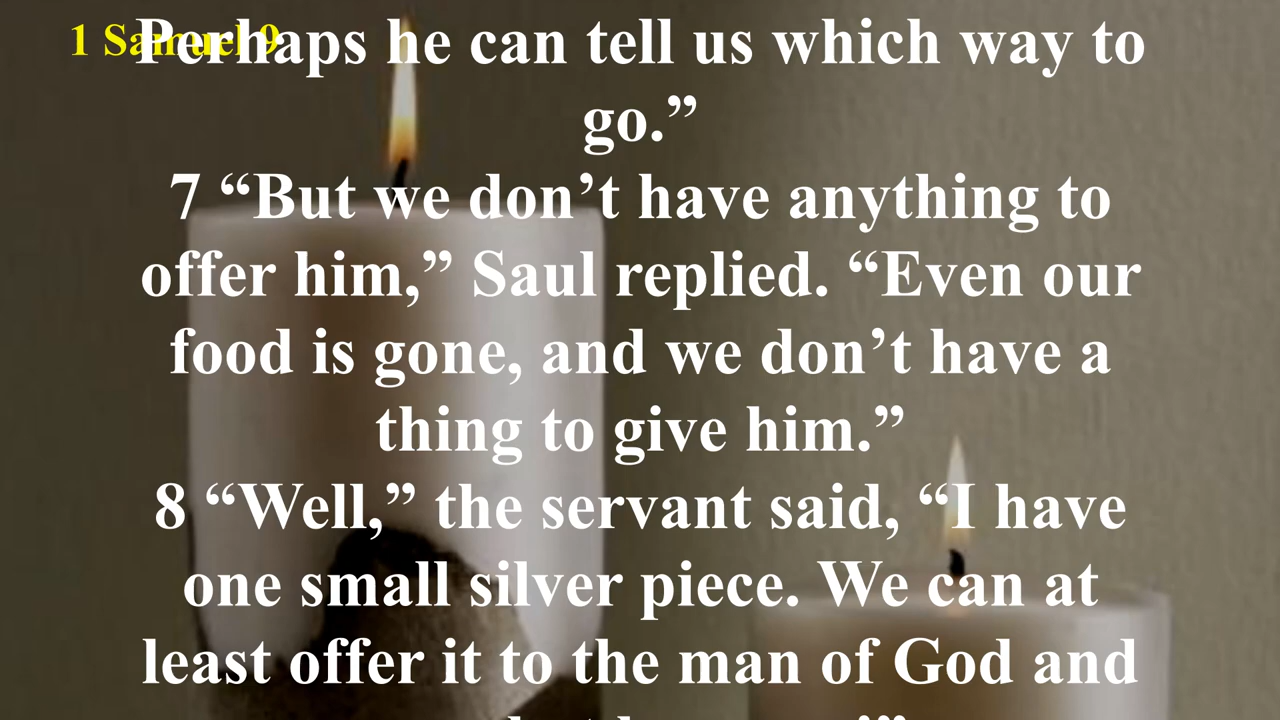 1 Samuel 9
Perhaps he can tell us which way to
go.”
7 “But we don’t have anything to
offer him,” Saul replied. “Even our
food is gone, and we don’t have a
thing to give him.”
8 “Well,” the servant said, “I have
one small silver piece. We can at
least offer it to the man of God and